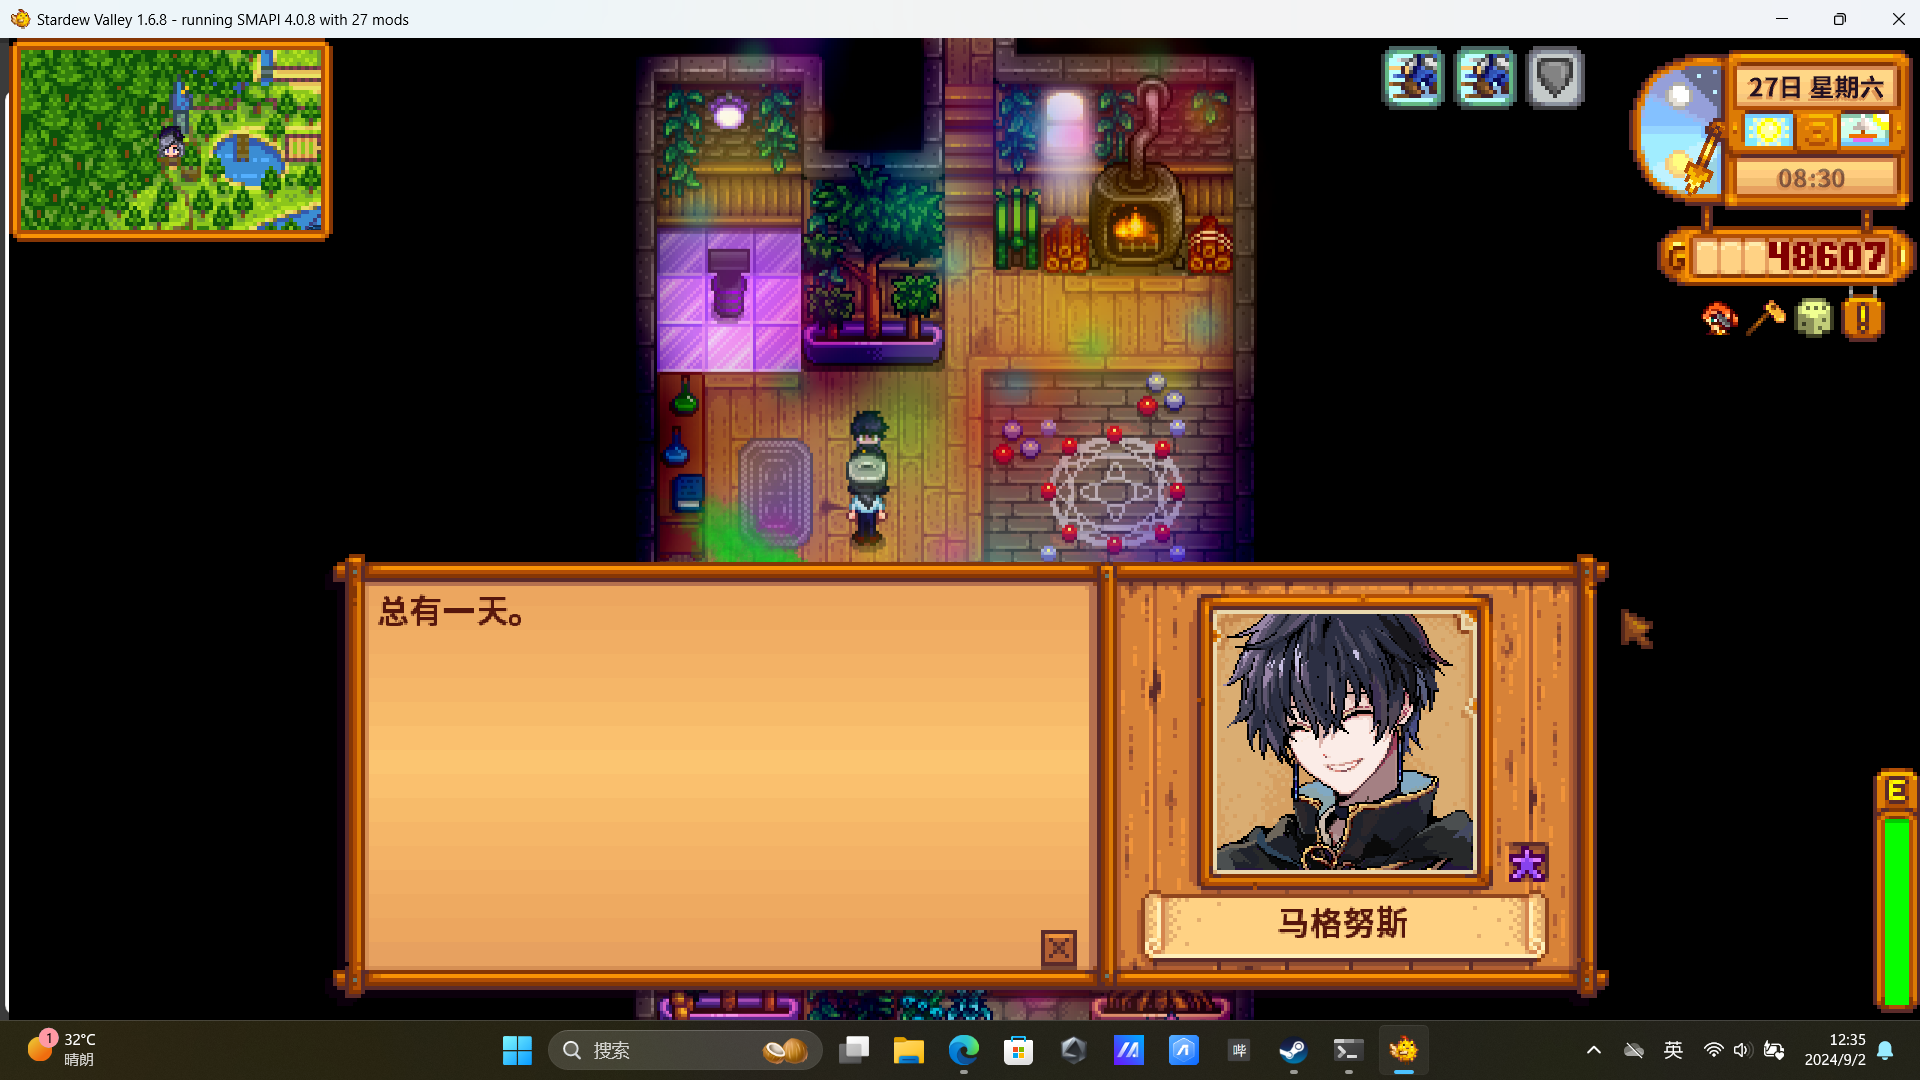 Stardew Valley 1.6.8 - running SMAPI 4.0.8 with 27 mods
27日 星期六
08:30
G
48607
总有一天。
马格努斯
E
1
32°C
晴朗
搜索
哔
英
12:35
2024/9/2